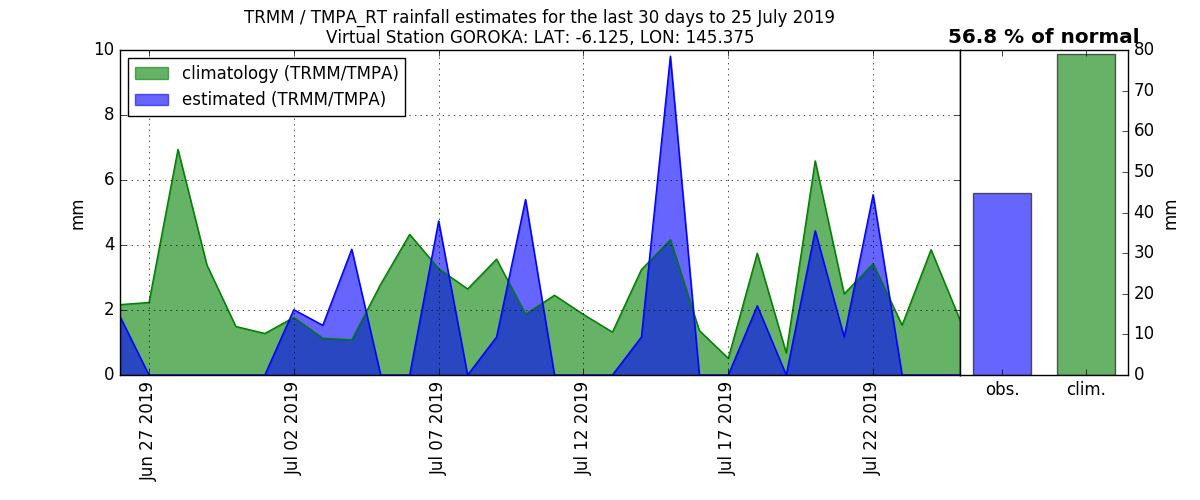 TRMM / TMPA_RT rainfall estimates for the last 30 days to 25 July 2019
Virtual Station GOROKA: LAT: -6.125, LON: 145.375
56.8 % of normal
climatology (TRMM/TMPA)
estimated (TRMM/TMPA)
10
8
6
4
2
0
mm
Jun 27 2019
Jul 02 2019
Jul 07 2019
Jul 12 2019
Jul 17 2019
Jul 22 2019
obs.
clim.
80
70
60
50
40
30
20
10
0
mm